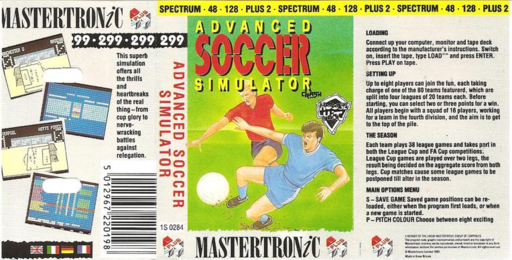 MASTERTRONiC
299 · 299 · 299 299
This superb
simulation
offers all
the thrills
and
heartbreaks
of the real
thing – from
cup glory to
nerve-
wracking
battles
against
relegation.
5 012967 520198
ADVANCED SOCCER
SIMULATOR
1S 0284
SPECTRUM · 48 · 128 · PLUS 2 · SPECTRUM · 48 · 128 · PLUS 2 · SPECTRUM · 48 · 128 · PLUS 2
ADVANCED
SOCCER
SIMULATOR
CRASH
MASTERTRONiC
LOADING
Connect up your computer, monitor and tape deck
according to the manufacturer's instructions. Switch
on, insert the tape, type LOAD"" and press ENTER.
Press PLAY on tape.
SETTING UP
Up to eight players can join the fun, each taking
charge of one of the 80 teams featured, which are
split into four leagues of 20 teams each. Before
starting, you can select two or three points for a win.
All players begin with a squad of 16 players, working
for a team in the fourth division, and the aim is to get
to the top of the pile.
THE SEASON
Each team plays 38 league games and takes part in
both the League Cup and FA Cup competitions.
League Cup games are played over two legs, the
result being decided on the aggregate score from both
legs. Cup matches cause some league games to be
postponed till after in the season.
MAIN OPTIONS MENU
S – SAVE GAME Saved game positions can be re-
loaded, either when the program first loads, or when
a new game is started.
P – PITCH COLOUR Choose between eight exciting